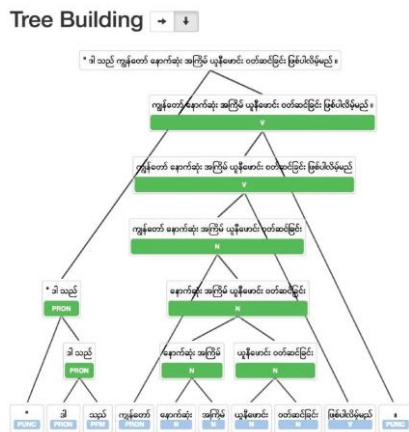 Tree Building
" ဒါ သည် ကျွန်တော် နောက်ဆုံး အကြိမ် ယူနီဖောင်း ဝတ်ဆင်ခြင်း ဖြစ်ပါလိမ့်မည် ။
ကျွန်တော် နောက်ဆုံး အကြိမ် ယူနီဖောင်း ဝတ်ဆင်ခြင်း ဖြစ်ပါလိမ့်မည် ။
V
ကျွန်တော် နောက်ဆုံး အကြိမ် ယူနီဖောင်း ဝတ်ဆင်ခြင်း ဖြစ်ပါလိမ့်မည်
V
ကျွန်တော် နောက်ဆုံး အကြိမ် ယူနီဖောင်း ဝတ်ဆင်ခြင်း
N
" ဒါ သည် နောက်ဆုံး အကြိမ် ယူနီဖောင်း ဝတ်ဆင်ခြင်း
PRON N
ဒါ သည် နောက်ဆုံး အကြိမ် ယူနီဖောင်း ဝတ်ဆင်ခြင်း
PRON N N
" ဒါ သည် ကျွန်တော် နောက်ဆုံး အကြိမ် ယူနီဖောင်း ဝတ်ဆင်ခြင်း ဖြစ်ပါလိမ့်မည် ။
PUNC PRON PPM PRON N N N N V PUNC